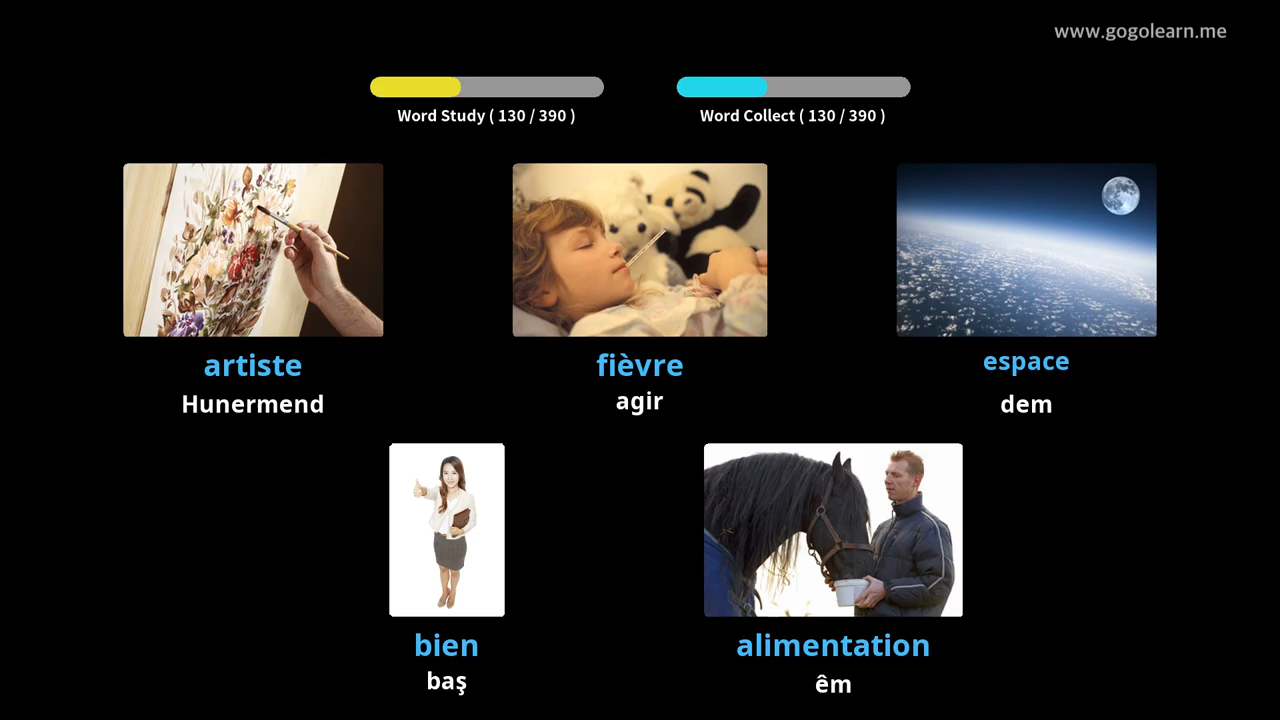 www.gogolearn.me
Word Study ( 130 / 390 )
Word Collect ( 130 / 390 )
artiste
Hunermend
fièvre
agir
espace
dem
bien
baş
alimentation
êm